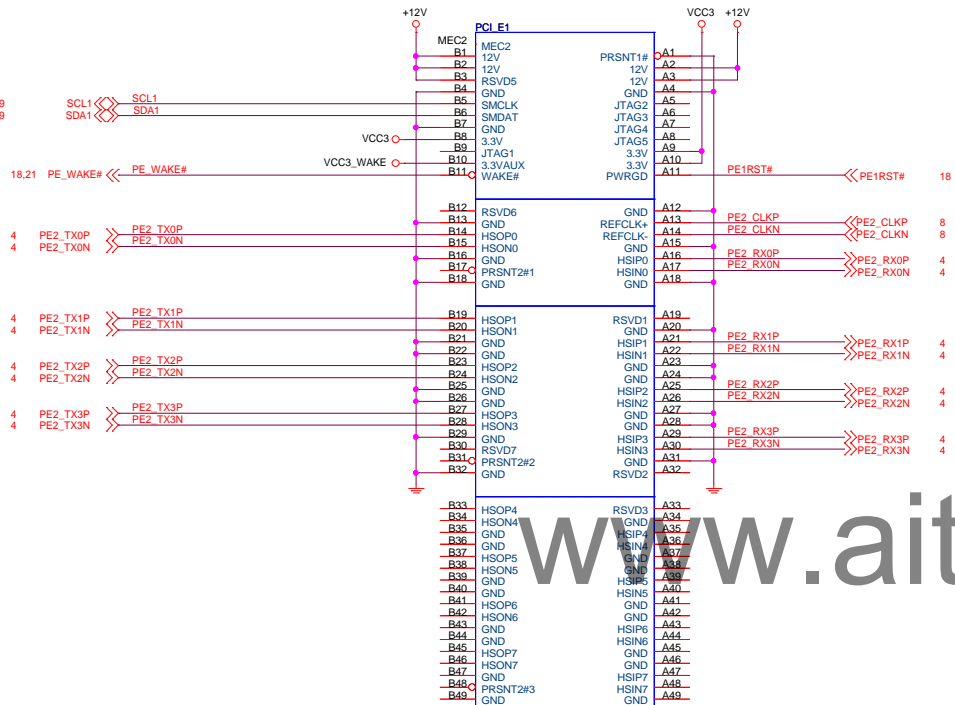 +12V VCC3 +12V
PCI_E1
MEC2 MEC2
B1 12V PRSNT1# A1
B2 12V 12V A2
B3 RSVD5 12V A3
B4 GND GND A4
9 SCL1 SCL1 B5 SMCLK JTAG2 A5
9 SDA1 SDA1 B6 SMDAT JTAG3 A6
B7 GND JTAG4 A7
VCC3 B8 3.3V JTAG5 A8
B9 JTAG1 3.3V A9
VCC3_WAKE B10 3.3VAUX 3.3V A10
18,21 PE_WAKE# PE_WAKE# B11 WAKE# PWRGD A11 PE1RST# PE1RST# 18
B12 RSVD6 GND A12
B13 GND REFCLK+ A13 PE2_CLKP PE2_CLKP 8
4 PE2_TX0P PE2_TX0P B14 HSOP0 REFCLK- A14 PE2_CLKN PE2_CLKN 8
4 PE2_TX0N PE2_TX0N B15 HSON0 GND A15
B16 GND HSIP0 A16 PE2_RX0P PE2_RX0P 4
B17 PRSNT2#1 HSIN0 A17 PE2_RX0N PE2_RX0N 4
B18 GND GND A18
4 PE2_TX1P PE2_TX1P B19 HSOP1 RSVD1 A19
4 PE2_TX1N PE2_TX1N B20 HSON1 GND A20
B21 GND HSIP1 A21 PE2_RX1P PE2_RX1P 4
B22 GND HSIN1 A22 PE2_RX1N PE2_RX1N 4
4 PE2_TX2P PE2_TX2P B23 HSOP2 GND A23
4 PE2_TX2N PE2_TX2N B24 HSON2 GND A24
B25 GND HSIP2 A25 PE2_RX2P PE2_RX2P 4
B26 GND HSIN2 A26 PE2_RX2N PE2_RX2N 4
4 PE2_TX3P PE2_TX3P B27 HSOP3 GND A27
4 PE2_TX3N PE2_TX3N B28 HSON3 GND A28
B29 GND HSIP3 A29 PE2_RX3P PE2_RX3P 4
B30 RSVD7 HSIN3 A30 PE2_RX3N PE2_RX3N 4
B31 PRSNT2#2 GND A31
B32 GND RSVD2 A32
B33 HSOP4 RSVD3 A33
B34 HSON4 GND A34
B35 GND HSIP4 A35
B36 GND HSIN4 A36
B37 HSOP5 GND A37
B38 HSON5 GND A38
B39 GND HSIP5 A39
B40 GND HSIN5 A40
B41 HSOP6 GND A41
B42 HSON6 GND A42
B43 GND HSIP6 A43
B44 GND HSIN6 A44
B45 HSOP7 GND A45
B46 HSON7 GND A46
B47 GND HSIP7 A47
B48 PRSNT2#3 HSIN7 A48
B49 GND GND A49
www.ait